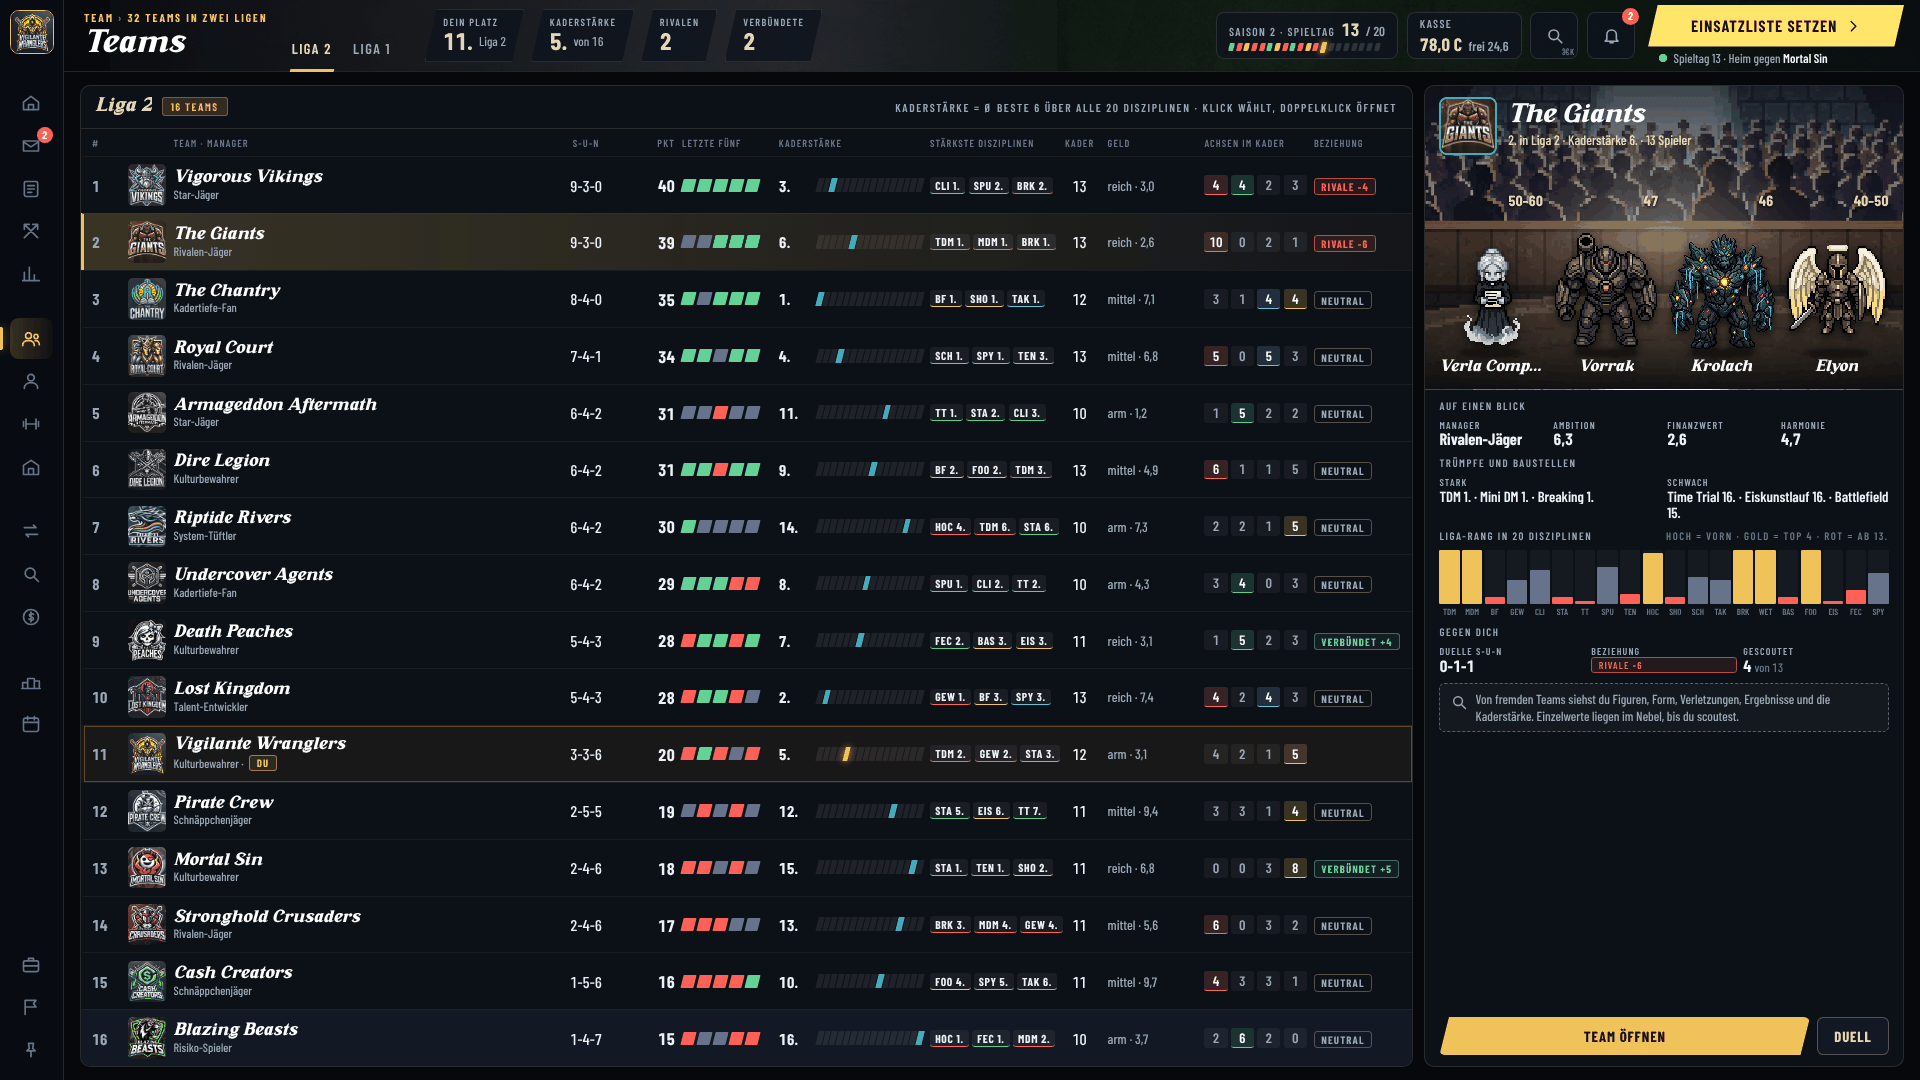 TEAM › 32 TEAMS IN ZWEI LIGEN
Teams
LIGA 2
LIGA 1
DEIN PLATZ
11. Liga 2
KADERSTÄRKE
5. von 16
RIVALEN
2
VERBÜNDETE
2
SAISON 2 · SPIELTAG 13 / 20
KASSE
78,0 C frei 24,6
⌘K
2
EINSATZLISTE SETZEN
Spieltag 13 · Heim gegen Mortal Sin
2
Liga 2 16 TEAMS
KADERSTÄRKE = Ø BESTE 6 ÜBER ALLE 20 DISZIPLINEN · KLICK WÄHLT, DOPPELKLICK ÖFFNET
# TEAM · MANAGER S-U-N PKT LETZTE FÜNF KADERSTÄRKE STÄRKSTE DISZIPLINEN KADER GELD ACHSEN IM KADER BEZIEHUNG
1 Vigorous Vikings 9-3-0 40 3. CLI 1. SPU 2. BRK 2. 13 reich · 3,0 4 4 2 3 RIVALE -4
Star-Jäger
2 The Giants 9-3-0 39 6. TDM 1. MDM 1. BRK 1. 13 reich · 2,6 10 0 2 1 RIVALE -6
Rivalen-Jäger
3 The Chantry 8-4-0 35 1. BF 1. SHO 1. TAK 1. 12 mittel · 7,1 3 1 4 4 NEUTRAL
Kadertiefe-Fan
4 Royal Court 7-4-1 34 4. SCH 1. SPY 1. TEN 3. 13 mittel · 6,8 5 0 5 3 NEUTRAL
Rivalen-Jäger
5 Armageddon Aftermath 6-4-2 31 11. TT 1. STA 2. CLI 3. 10 arm · 1,2 1 5 2 2 NEUTRAL
Star-Jäger
6 Dire Legion 6-4-2 31 9. BF 2. FOO 2. TDM 3. 13 mittel · 4,9 6 1 1 5 NEUTRAL
Kulturbewahrer
7 Riptide Rivers 6-4-2 30 14. HOC 4. TDM 6. STA 6. 10 arm · 7,3 2 2 1 5 NEUTRAL
System-Tüftler
8 Undercover Agents 6-4-2 29 8. SPU 1. CLI 2. TT 2. 10 arm · 4,3 3 4 0 3 NEUTRAL
Kadertiefe-Fan
9 Death Peaches 5-4-3 28 7. FEC 2. BAS 3. EIS 3. 11 reich · 3,1 1 5 2 3 VERBÜNDET +4
Kulturbewahrer
10 Lost Kingdom 5-4-3 28 2. GEW 1. BF 3. SPY 3. 13 reich · 7,4 4 2 4 3 NEUTRAL
Talent-Entwickler
11 Vigilante Wranglers 3-3-6 20 5. TDM 2. GEW 2. STA 3. 12 arm · 3,1 4 2 1 5
Kulturbewahrer · DU
12 Pirate Crew 2-5-5 19 12. STA 5. EIS 6. TT 7. 11 mittel · 9,4 3 3 1 4 NEUTRAL
Schnäppchenjäger
13 Mortal Sin 2-4-6 18 15. STA 1. TEN 1. SHO 2. 11 reich · 6,8 0 0 3 8 VERBÜNDET +5
Kulturbewahrer
14 Stronghold Crusaders 2-4-6 17 13. BRK 3. MDM 4. GEW 4. 11 mittel · 5,6 6 0 3 2 NEUTRAL
Rivalen-Jäger
15 Cash Creators 1-5-6 16 10. FOO 4. SPY 5. TAK 6. 11 mittel · 9,7 4 3 3 1 NEUTRAL
Schnäppchenjäger
16 Blazing Beasts 1-4-7 15 16. HOC 1. FEC 1. MDM 2. 10 arm · 3,7 2 6 2 0 NEUTRAL
Risiko-Spieler
The Giants
2. in Liga 2 · Kaderstärke 6. · 13 Spieler
50-60 47 46 40-50
Verla Comp... Vorrak Krolach Elyon
AUF EINEN BLICK
MANAGER AMBITION FINANZWERT HARMONIE
Rivalen-Jäger 6,3 2,6 4,7
TRÜMPFE UND BAUSTELLEN
STARK SCHWACH
TDM 1. · Mini DM 1. · Breaking 1. Time Trial 16. · Eiskunstlauf 16. · Battlefield
15.
LIGA-RANG IN 20 DISZIPLINEN HOCH = VORN · GOLD = TOP 4 · ROT = AB 13.
TDM MDM BF GEW CLI STA TT SPU TEN HOC SHO SCH TAK BRK WET BAS FOO EIS FEC SPY
GEGEN DICH
DUELLE S-U-N BEZIEHUNG GESCOUTET
0-1-1 RIVALE -6 4 von 13
Von fremden Teams siehst du Figuren, Form, Verletzungen, Ergebnisse und die
Kaderstärke. Einzelwerte liegen im Nebel, bis du scoutest.
TEAM ÖFFNEN
DUELL